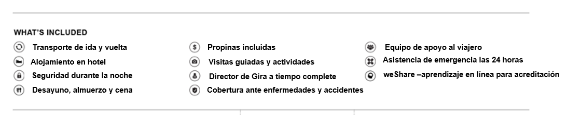 WHAT'S INCLUDED
Transporte de ida y vuelta
Alojamiento en hotel
Seguridad durante la noche
Desayuno, almuerzo y cena
Propinas incluidas
Visitas guiadas y actividades
Director de Gira a tiempo complete
Cobertura ante enfermedades y accidentes
Equipo de apoyo al viajero
Asistencia de emergencia las 24 horas
weShare –aprendizaje en línea para acreditación